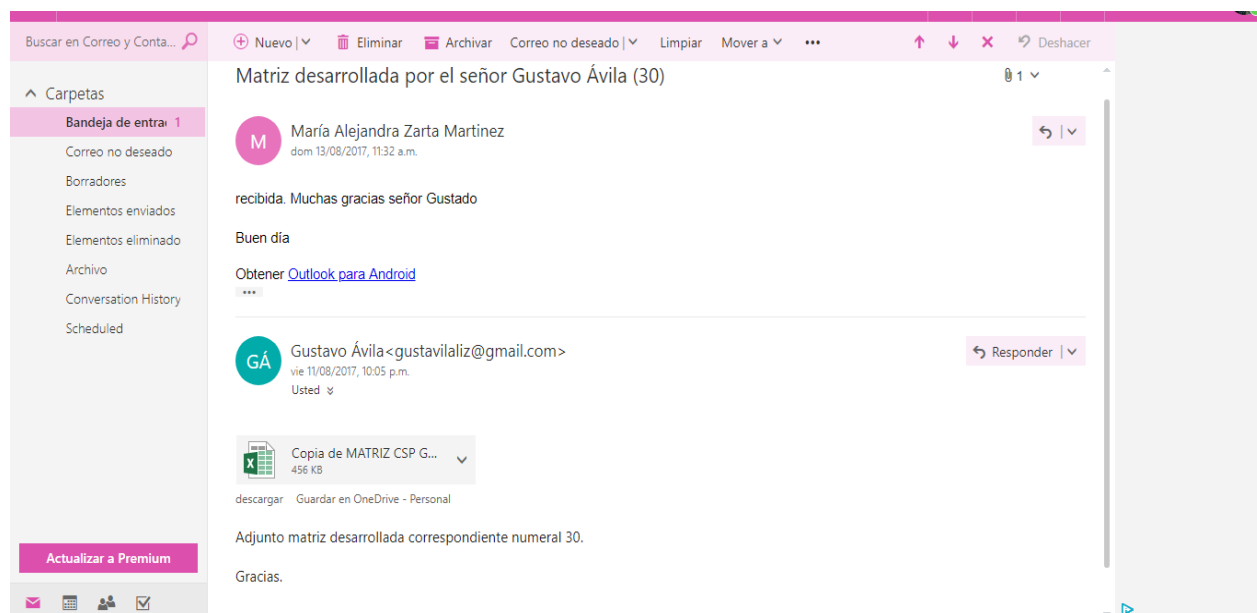 Buscar en Correo y Conta...
Nuevo Eliminar Archivar Correo no deseado Limpiar Mover a ... Deshacer
Matriz desarrollada por el señor Gustavo Ávila (30)
1
Carpetas
Bandeja de entra 1
Correo no deseado
Borradores
Elementos enviados
Elementos eliminado
Archivo
Conversation History
Scheduled
M
María Alejandra Zarta Martinez
dom 13/08/2017, 11:32 a.m.
recibida. Muchas gracias señor Gustado
Buen día
Obtener Outlook para Android
...
GÁ
Gustavo Ávila<gustavilaliz@gmail.com>
vie 11/08/2017, 10:05 p.m.
Usted
Responder
Copia de MATRIZ CSP G...
456 KB
descargar Guardar en OneDrive - Personal
Adjunto matriz desarrollada correspondiente numeral 30.
Gracias.
Actualizar a Premium